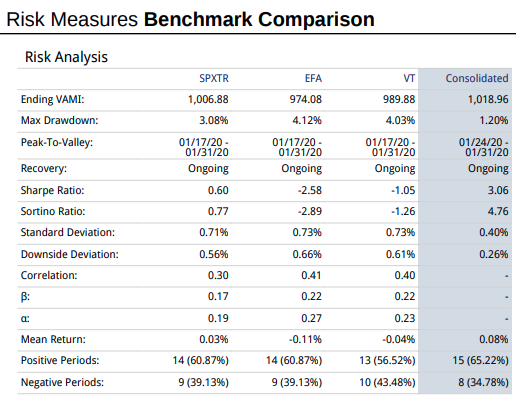 Risk Measures Benchmark Comparison
Risk Analysis
SPXTR EFA VT Consolidated
Ending VAMI: 1,006.88 974.08 989.88 1,018.96
Max Drawdown: 3.08% 4.12% 4.03% 1.20%
Peak-To-Valley: 01/17/20 - 01/17/20 - 01/17/20 - 01/24/20 -
01/31/20 01/31/20 01/31/20 01/31/20
Recovery: Ongoing Ongoing Ongoing Ongoing
Sharpe Ratio: 0.60 -2.58 -1.05 3.06
Sortino Ratio: 0.77 -2.89 -1.26 4.76
Standard Deviation: 0.71% 0.73% 0.73% 0.40%
Downside Deviation: 0.56% 0.66% 0.61% 0.26%
Correlation: 0.30 0.41 0.40 -
β: 0.17 0.22 0.22 -
α: 0.19 0.27 0.23 -
Mean Return: 0.03% -0.11% -0.04% 0.08%
Positive Periods: 14 (60.87%) 14 (60.87%) 13 (56.52%) 15 (65.22%)
Negative Periods: 9 (39.13%) 9 (39.13%) 10 (43.48%) 8 (34.78%)